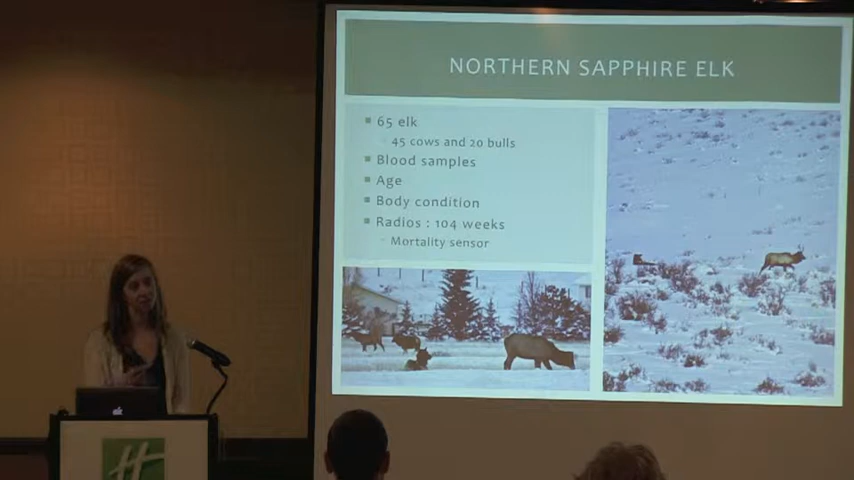 NORTHERN SAPPHIRE ELK
65 elk
45 cows and 20 bulls
Blood samples
Age
Body condition
Radios : 104 weeks
Mortality sensor
H